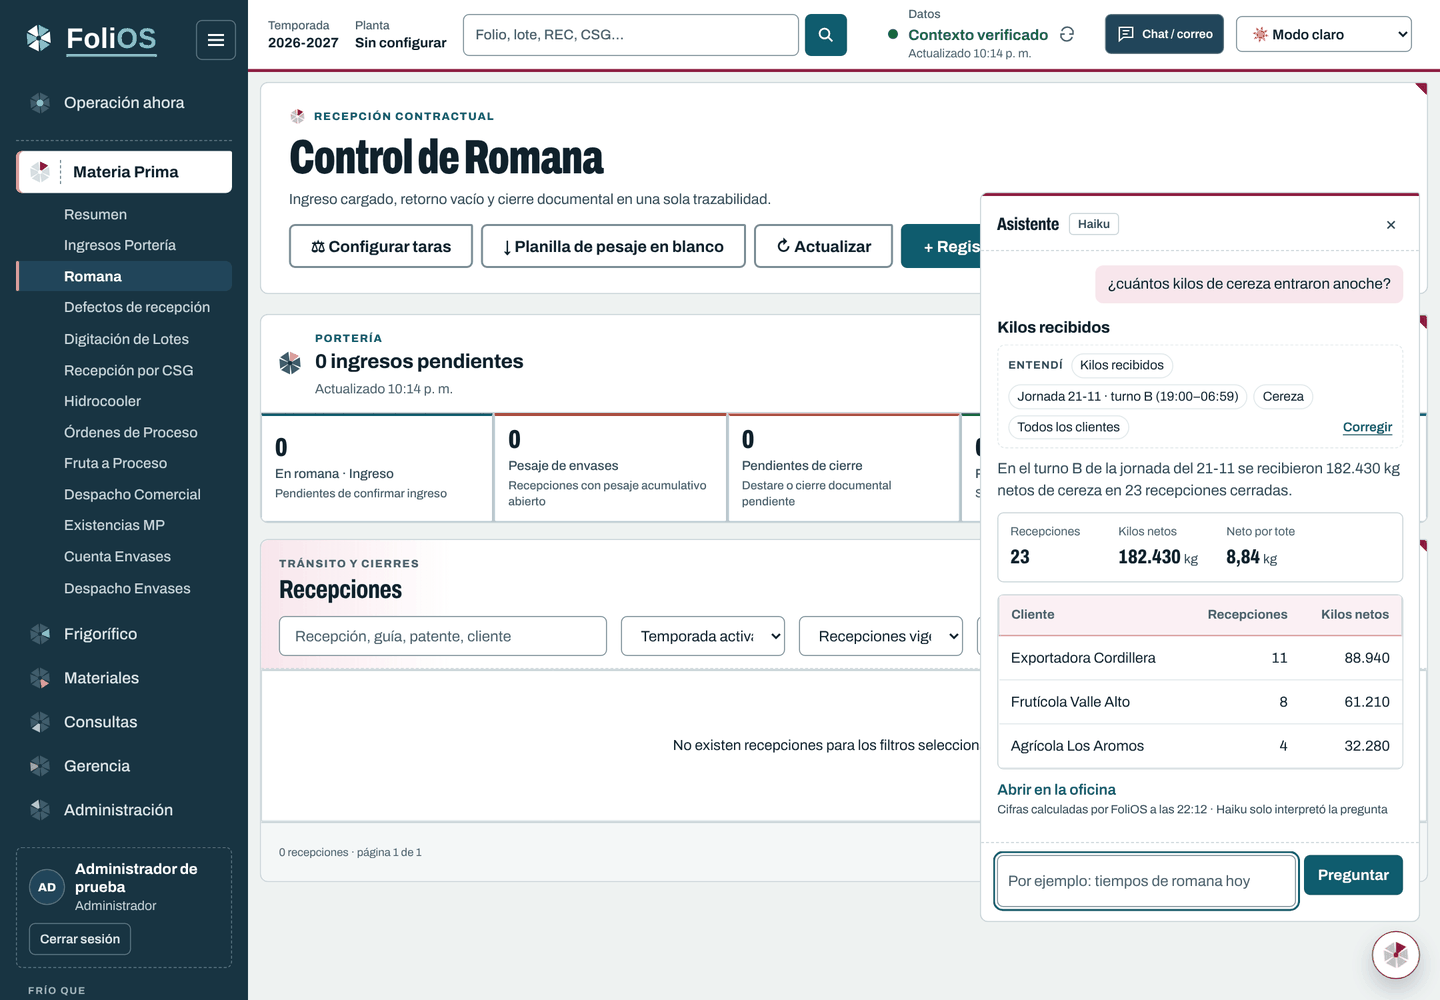 FoliOS
Operación ahora
Materia Prima
Resumen
Ingresos Portería
Romana
Defectos de recepción
Digitación de Lotes
Recepción por CSG
Hidrocooler
Órdenes de Proceso
Fruta a Proceso
Despacho Comercial
Existencias MP
Cuenta Envases
Despacho Envases
Frigorífico
Materiales
Consultas
Gerencia
Administración
AD
Administrador de
prueba
Administrador
Cerrar sesión
FRÍO QUE
Temporada
2026-2027
Planta
Sin configurar
Folio, lote, REC, CSG...
Datos
Contexto verificado
Actualizado 10:14 p. m.
Chat / correo
Modo claro
RECEPCIÓN CONTRACTUAL
Control de Romana
Ingreso cargado, retorno vacío y cierre documental en una sola trazabilidad.
Configurar taras
Planilla de pesaje en blanco
Actualizar
+ Regis
PORTERÍA
0 ingresos pendientes
Actualizado 10:14 p. m.
0
En romana · Ingreso
Pendientes de confirmar ingreso
0
Pesaje de envases
Recepciones con pesaje acumulativo
abierto
0
Pendientes de cierre
Destare o cierre documental
pendiente
TRÁNSITO Y CIERRES
Recepciones
Recepción, guía, patente, cliente
Temporada activa
Recepciones vige
No existen recepciones para los filtros seleccion
0 recepciones · página 1 de 1
Asistente
Haiku
×
¿cuántos kilos de cereza entraron anoche?
Kilos recibidos
ENTENDÍ Kilos recibidos
Jornada 21-11 · turno B (19:00–06:59) Cereza
Todos los clientes Corregir
En el turno B de la jornada del 21-11 se recibieron 182.430 kg
netos de cereza en 23 recepciones cerradas.
Recepciones Kilos netos Neto por tote
23 182.430 kg 8,84 kg
Cliente Recepciones Kilos netos
Exportadora Cordillera 11 88.940
Frutícola Valle Alto 8 61.210
Agrícola Los Aromos 4 32.280
Abrir en la oficina
Cifras calculadas por FoliOS a las 22:12 · Haiku solo interpretó la pregunta
Por ejemplo: tiempos de romana hoy
Preguntar